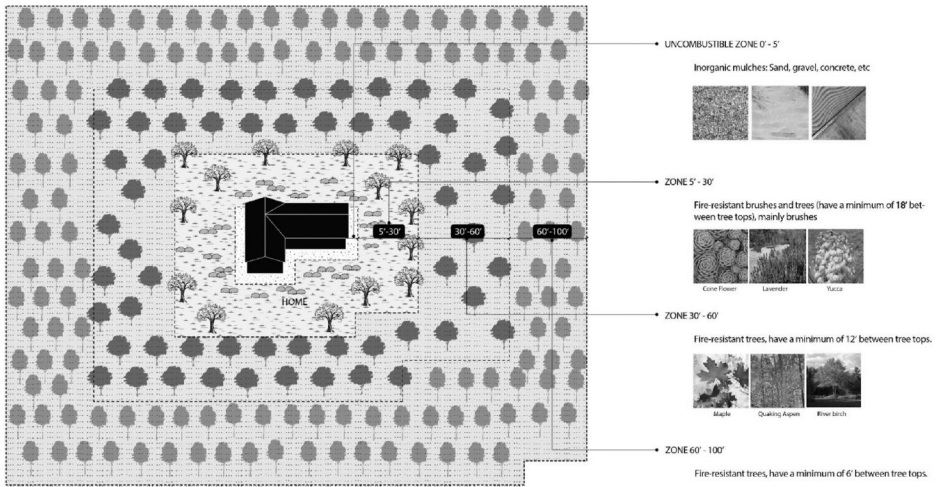 UNCOMBUSTIBLE ZONE 0' - 5'
Inorganic mulches: Sand, gravel, concrete, etc
ZONE 5' - 30'
Fire-resistant brushes and trees (have a minimum of 18' bet-
ween tree tops), mainly brushes
5'-30'
30'-60'
60'-100'
Cone Flower
Lavender
Yucca
HOME
ZONE 30' - 60'
Fire-resistant trees, have a minimum of 12' between tree tops.
Maple
Quaking Aspen
River birch
ZONE 60' - 100'
Fire-resistant trees, have a minimum of 6' between tree tops.